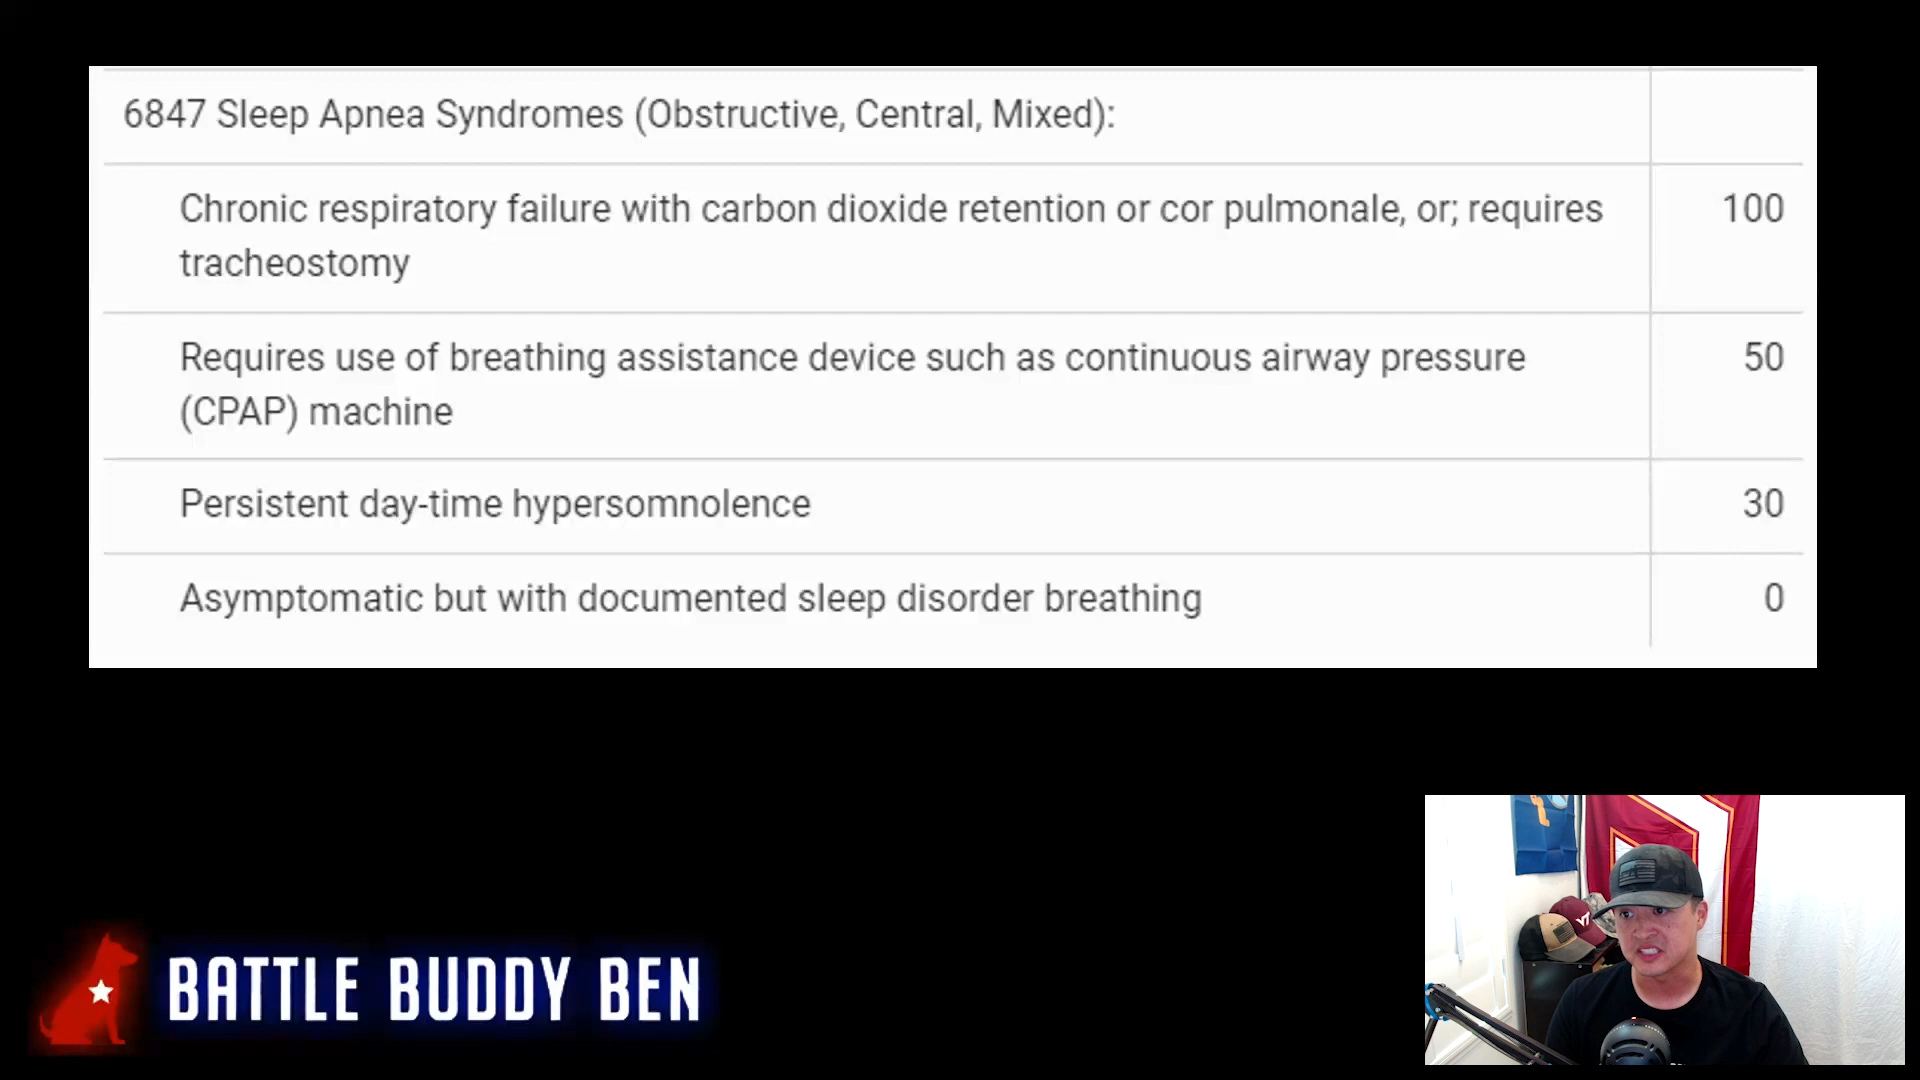 6847 Sleep Apnea Syndromes (Obstructive, Central, Mixed):
Chronic respiratory failure with carbon dioxide retention or cor pulmonale, or; requires 100
tracheostomy
Requires use of breathing assistance device such as continuous airway pressure 50
(CPAP) machine
Persistent day-time hypersomnolence 30
Asymptomatic but with documented sleep disorder breathing 0
BATTLE BUDDY BEN
VT